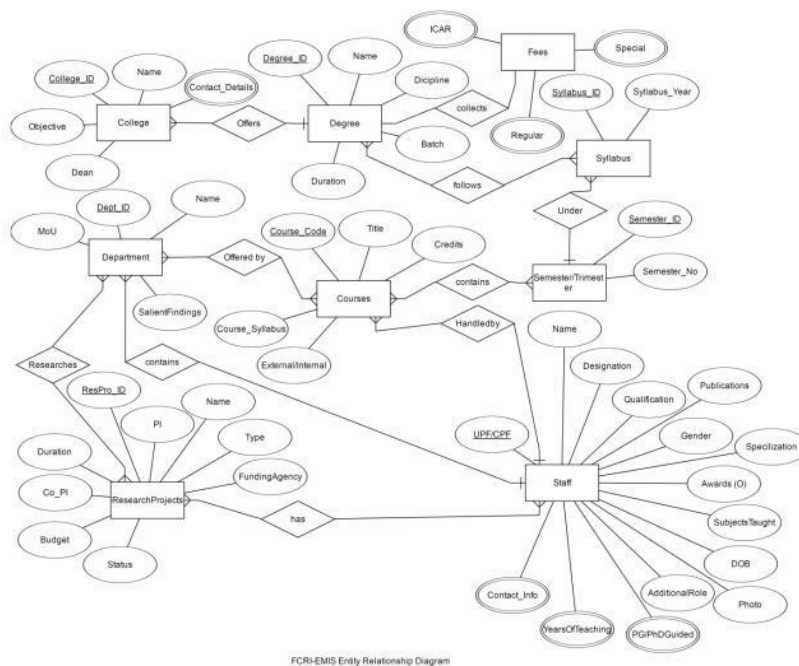 ICAR
Fees
Special
Name
Degree_ID
Name
College_ID
Contact_Details
Dicipline
Syllabus_ID
Syllabus_Year
collects
Objective
College
Offers
Degree
Regular
Batch
Syllabus
Dean
Duration
follows
Name
Dept_ID
Under
Semester_ID
MoU
Course_Code
Title
Credits
Department
Offered by
contains
Semester/Trimest
er
Semester_No
Courses
SalientFindings
Course_Syllabus
Handledby
Name
External/Internal
Researches
contains
Designation
ResPro_ID
Name
Qualification
Publications
PI
UPF/CPF
Gender
Duration
Type
Specilization
FundingAgency
Co_PI
ResearchProjects
Staff
Awards (O)
has
SubjectsTaught
Budget
Status
DOB
Contact_Info
AdditionalRole
Photo
YearsOfTeaching
PG/PhDGuided
FCRI-EMIS Entity Relationship Diagram